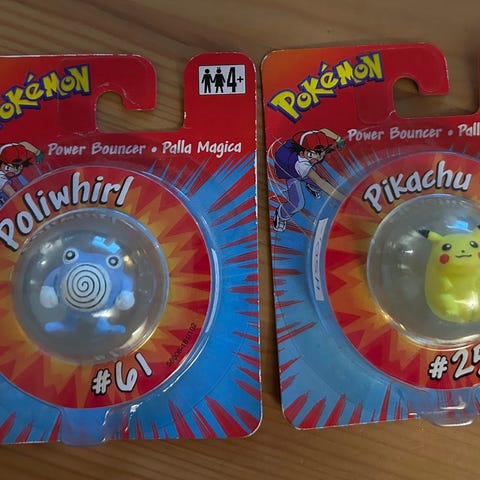 POKéMON
4+
Power Bouncer • Palla Magica
Poliwhirl
#61
POKéMON
Power Bouncer • Pall
Pikachu
#25